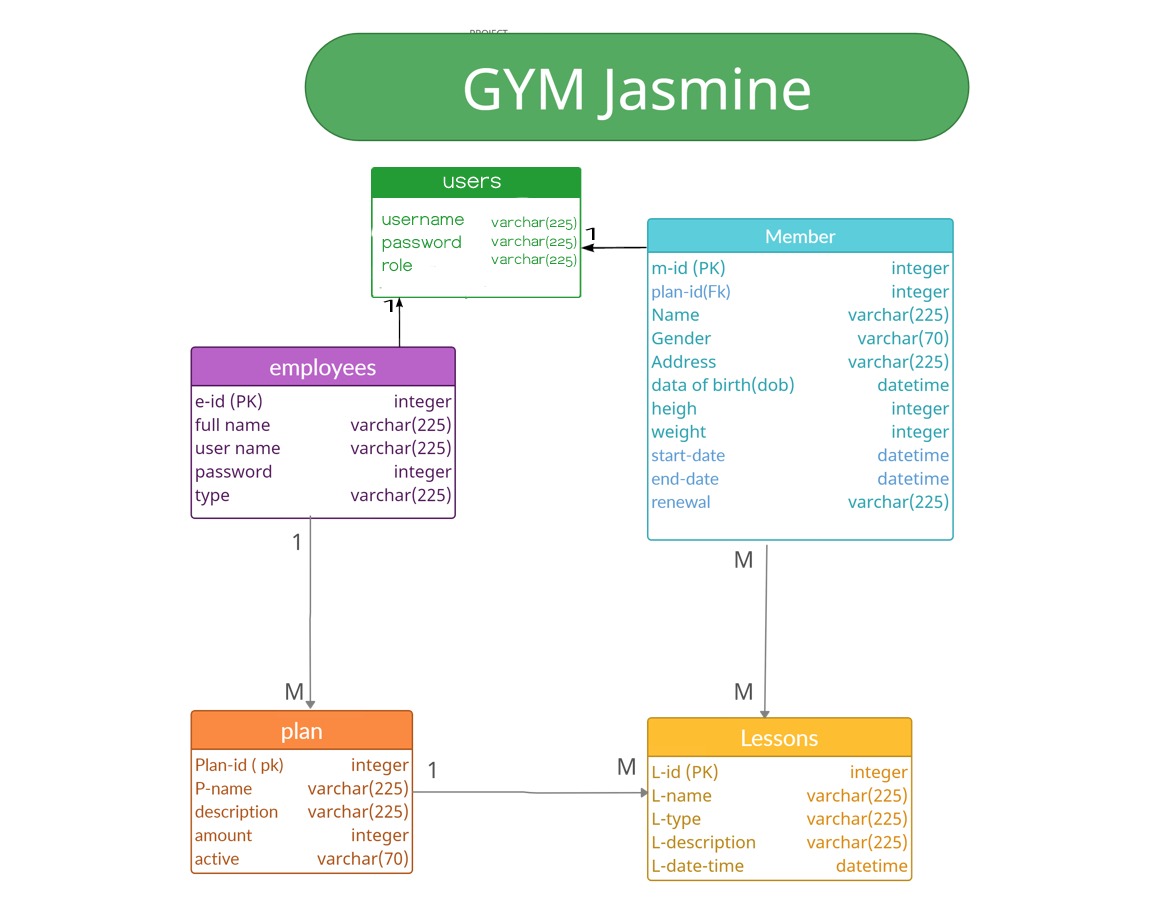 PROJECT
GYM Jasmine
users
username varchar(225)
password varchar(225)
role varchar(225)
1
Member
m-id (PK) integer
plan-id(Fk) integer
Name varchar(225)
Gender varchar(70)
Address varchar(225)
data of birth(dob) datetime
heigh integer
weight integer
start-date datetime
end-date datetime
renewal varchar(225)
1
employees
e-id (PK) integer
full name varchar(225)
user name varchar(225)
password integer
type varchar(225)
1
M
M
M
plan
Plan-id ( pk) integer
P-name varchar(225)
description varchar(225)
amount integer
active varchar(70)
1
M
Lessons
L-id (PK) integer
L-name varchar(225)
L-type varchar(225)
L-description varchar(225)
L-date-time datetime